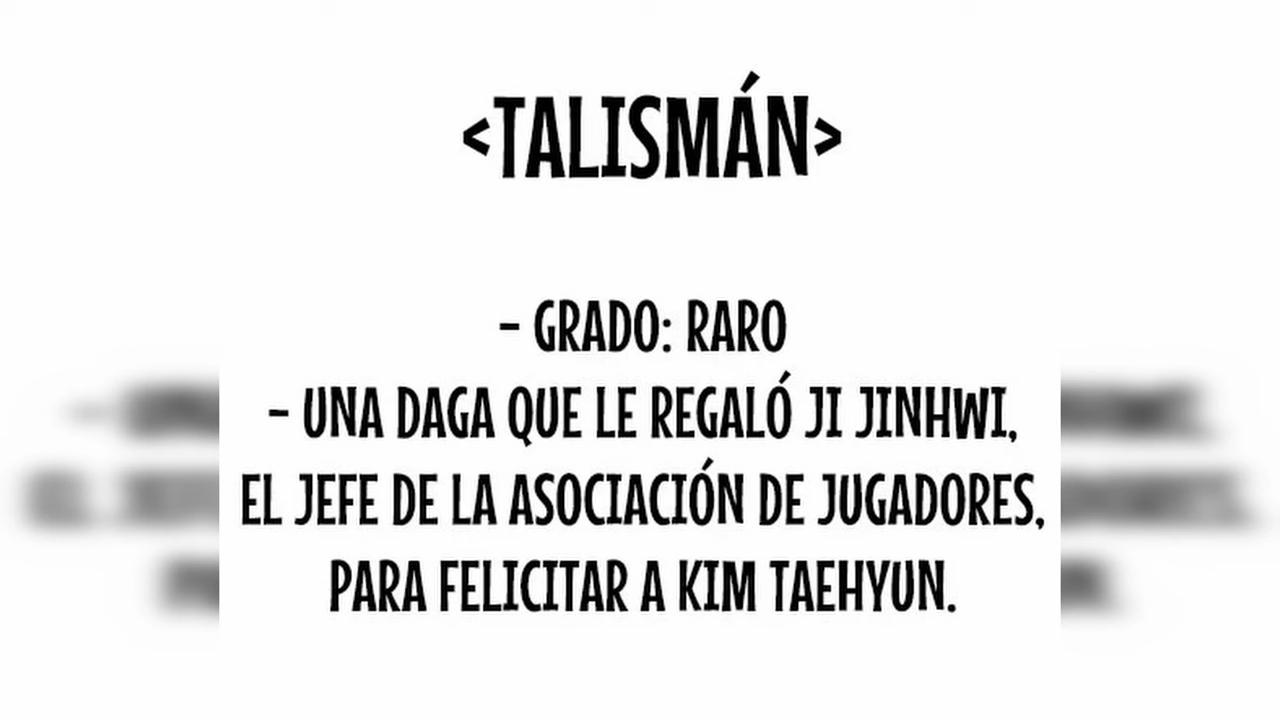 <TALISMÁN>
- GRADO: RARO
- UNA DAGA QUE LE REGALÓ JI JINHWI,
EL JEFE DE LA ASOCIACIÓN DE JUGADORES,
PARA FELICITAR A KIM TAEHYUN.